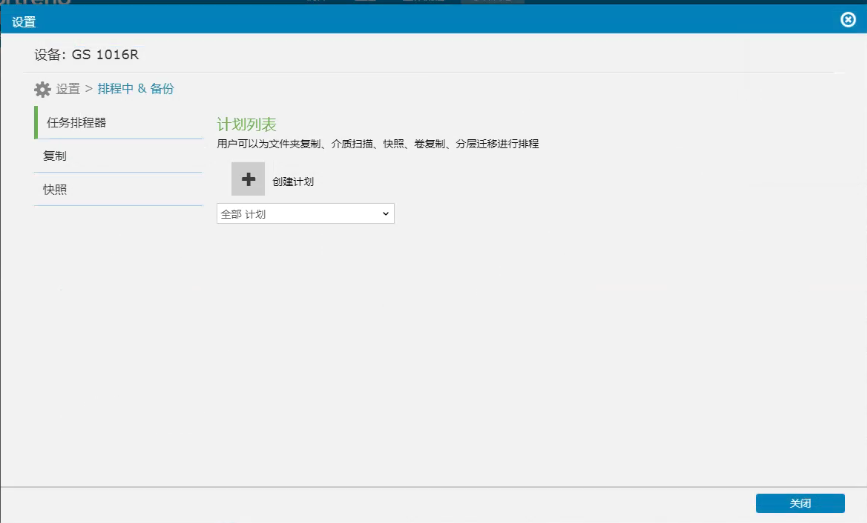 设置
设备: GS 1016R
设置 > 排程中 & 备份
任务排程器
复制
快照
计划列表
用户可以为文件夹复制、介质扫描、快照、卷复制、分层迁移进行排程
创建计划
全部 计划
关闭